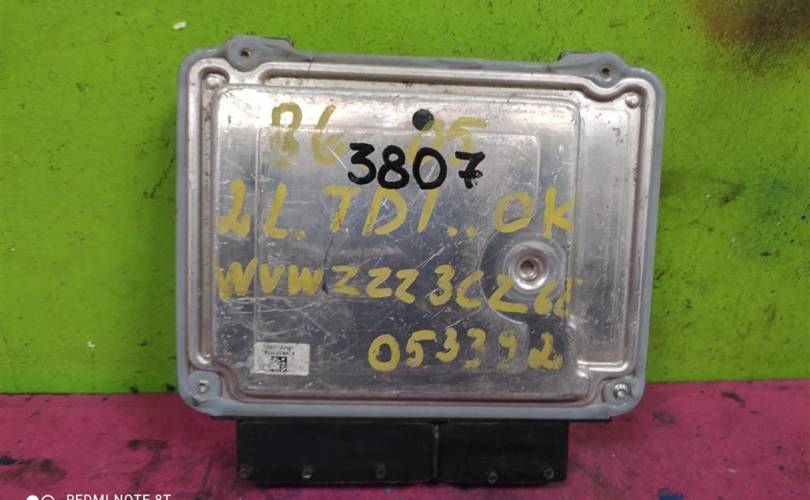 B6 05
3807
2L.TDI..OK
WVWZZZ3CZ6E
053392
REDMI NOTE 8T